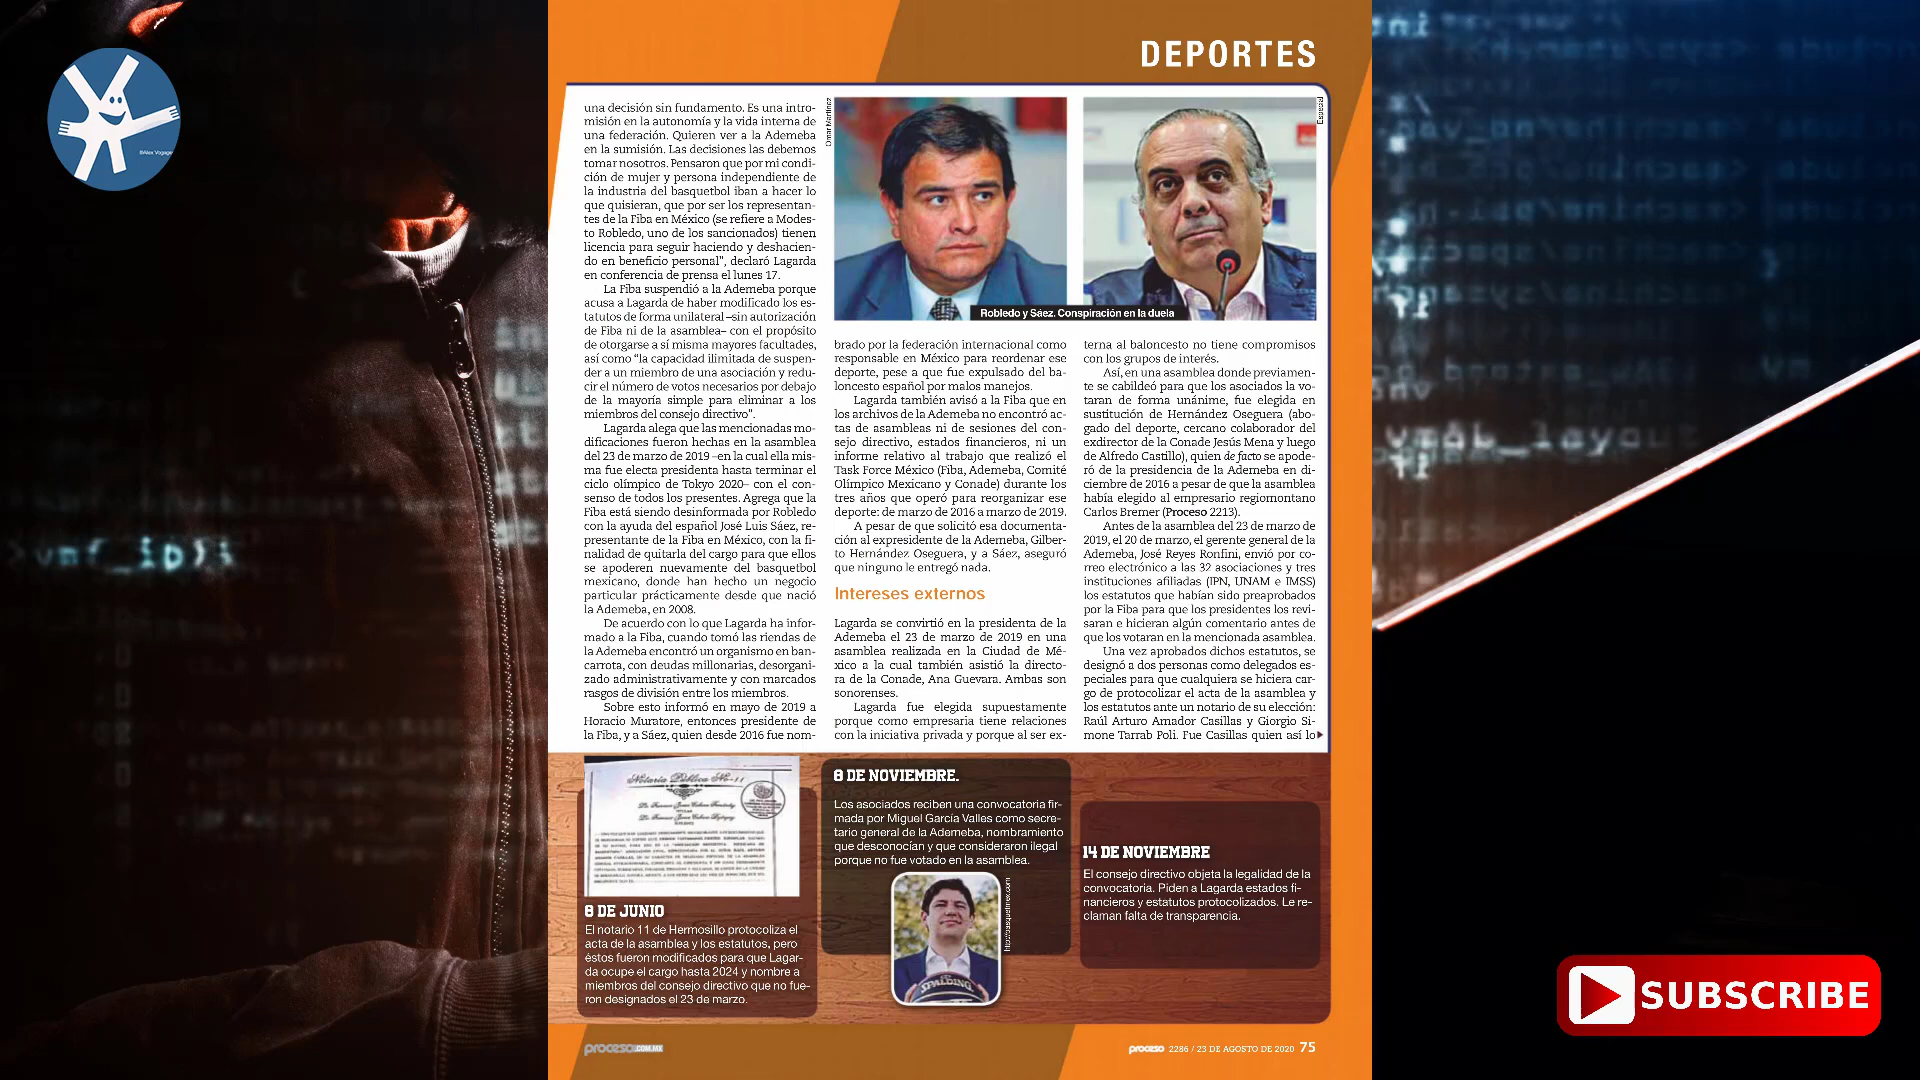 DEPORTES
una decisión sin fundamento. Es una intro-
misión en la autonomía y la vida interna de
una federación. Quieren ver a la Ademeba
en la sumisión. Las decisiones las debemos
tomar nosotros. Pensaron que por mi condi-
ción de mujer y persona independiente de
la industria del basquetbol iban a hacer lo
que quisieran, que por ser los representan-
tes de la Fiba en México (se refiere a Modes-
to Robledo, uno de los sancionados) tienen
licencia para seguir haciendo y deshacien-
do en beneficio personal", declaró Lagarda
en conferencia de prensa el lunes 17.
La Fiba suspendió a la Ademeba porque
acusa a Lagarda de haber modificado los es-
tatutos de forma unilateral –sin autorización
de Fiba ni de la asamblea– con el propósito
de otorgarse a sí misma mayores facultades,
así como "la capacidad ilimitada de suspen-
der a un miembro de una asociación y redu-
cir el número de votos necesarios por debajo
de la mayoría simple para eliminar a los
miembros del consejo directivo".
Lagarda alega que las mencionadas mo-
dificaciones fueron hechas en la asamblea
del 23 de marzo de 2019 –en la cual ella mis-
ma fue electa presidenta hasta terminar el
ciclo olímpico de Tokyo 2020– con el con-
senso de todos los presentes. Agrega que la
Fiba está siendo desinformada por Robledo
con la ayuda del español José Luis Sáez, re-
presentante de la Fiba en México, con la fi-
nalidad de quitarla del cargo para que ellos
se apoderen nuevamente del basquetbol
mexicano, donde han hecho un negocio
particular prácticamente desde que nació
la Ademeba, en 2008.
De acuerdo con lo que Lagarda ha infor-
mado a la Fiba, cuando tomó las riendas de
la Ademeba encontró un organismo en ban-
carrota, con deudas millonarias, desorgani-
zado administrativamente y con marcados
rasgos de división entre los miembros.
Sobre esto informó en mayo de 2019 a
Horacio Muratore, entonces presidente de
la Fiba, y a Sáez, quien desde 2016 fue nom-
Omar Martínez
Especial
Robledo y Sáez. Conspiración en la duela
brado por la federación internacional como
responsable en México para reordenar ese
deporte, pese a que fue expulsado del ba-
loncesto español por malos manejos.
Lagarda también avisó a la Fiba que en
los archivos de la Ademeba no encontró ac-
tas de asambleas ni de sesiones del con-
sejo directivo, estados financieros, ni un
informe relativo al trabajo que realizó el
Task Force México (Fiba, Ademeba, Comité
Olímpico Mexicano y Conade) durante los
tres años que operó para reorganizar ese
deporte: de marzo de 2016 a marzo de 2019.
A pesar de que solicitó esa documenta-
ción al expresidente de la Ademeba, Gilber-
to Hernández Oseguera, y a Sáez, aseguró
que ninguno le entregó nada.
Intereses externos
Lagarda se convirtió en la presidenta de la
Ademeba el 23 de marzo de 2019 en una
asamblea realizada en la Ciudad de Mé-
xico a la cual también asistió la directo-
ra de la Conade, Ana Guevara. Ambas son
sonorenses.
Lagarda fue elegida supuestamente
porque como empresaria tiene relaciones
con la iniciativa privada y porque al ser ex-
terna al baloncesto no tiene compromisos
con los grupos de interés.
Así, en una asamblea donde previamen-
te se cabildeó para que los asociados la vo-
taran de forma unánime, fue elegida en
sustitución de Hernández Oseguera (abo-
gado del deporte, cercano colaborador del
exdirector de la Conade Jesús Mena y luego
de Alfredo Castillo), quien de facto se apode-
ró de la presidencia de la Ademeba en di-
ciembre de 2016 a pesar de que la asamblea
había elegido al empresario regiomontano
Carlos Bremer (Proceso 2213).
Antes de la asamblea del 23 de marzo de
2019, el 20 de marzo, el gerente general de la
Ademeba, José Reyes Ronfini, envió por co-
rreo electrónico a las 32 asociaciones y tres
instituciones afiliadas (IPN, UNAM e IMSS)
los estatutos que habían sido preaprobados
por la Fiba para que los presidentes los revi-
saran e hicieran algún comentario antes de
que los votaran en la mencionada asamblea.
Una vez aprobados dichos estatutos, se
designó a dos personas como delegados es-
peciales para que cualquiera se hiciera car-
go de protocolizar el acta de la asamblea y
los estatutos ante un notario de su elección:
Raúl Arturo Amador Casillas y Giorgio Si-
mone Tarrab Poli. Fue Casillas quien así lo
Notaría Pública No. 11
8 DE JUNIO
El notario 11 de Hermosillo protocoliza el
acta de la asamblea y los estatutos, pero
éstos fueron modificados para que Lagar-
da ocupe el cargo hasta 2024 y nombre a
miembros del consejo directivo que no fue-
ron designados el 23 de marzo.
8 DE NOVIEMBRE.
Los asociados reciben una convocatoria fir-
mada por Miguel García Valles como secre-
tario general de la Ademeba, nombramiento
que desconocían y que consideraron ilegal
porque no fue votado en la asamblea.
SPALDING
14 DE NOVIEMBRE
El consejo directivo objeta la legalidad de la
convocatoria. Piden a Lagarda estados fi-
nancieros y estatutos protocolizados. Le re-
claman falta de transparencia.
proceso.COM.MX
proceso 2286 / 23 DE AGOSTO DE 2020 75
SUBSCRIBE